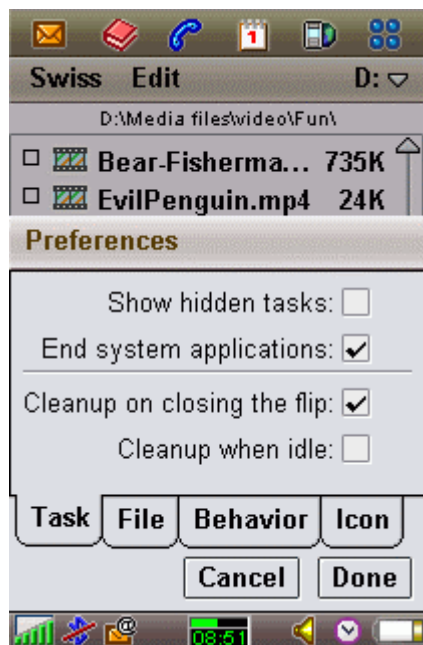 1
Swiss Edit D:
D:\Media files\video\Fun\
Bear-Fisherma... 735K
EvilPenguin.mp4 24K
Preferences
Show hidden tasks:
End system applications:
Cleanup on closing the flip:
Cleanup when idle:
Task File Behavior Icon
Cancel Done
@
08:51